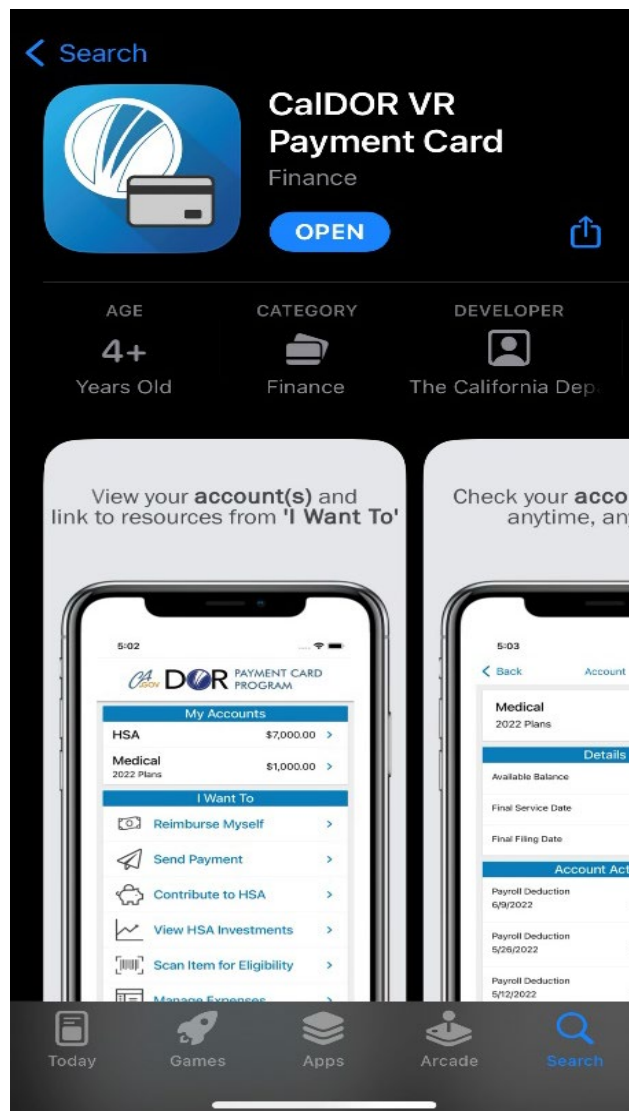 Search
CalDOR VR
Payment Card
Finance
OPEN
AGE
4+
Years Old
CATEGORY
Finance
DEVELOPER
The California Dep
View your account(s) and
link to resources from 'I Want To'
5:02
CA.GOV DOR PAYMENT CARD
PROGRAM
My Accounts
HSA $7,000.00
Medical $1,000.00
2022 Plans
I Want To
Reimburse Myself
Send Payment
Contribute to HSA
View HSA Investments
Scan Item for Eligibility
Manage Expenses
Check your acco
anytime, an
5:03
Back Account
Medical
2022 Plans
Details
Available Balance
Final Service Date
Final Filing Date
Account Act
Payroll Deduction
6/9/2022
Payroll Deduction
5/26/2022
Payroll Deduction
5/12/2022
Today
Games
Apps
Arcade
Search